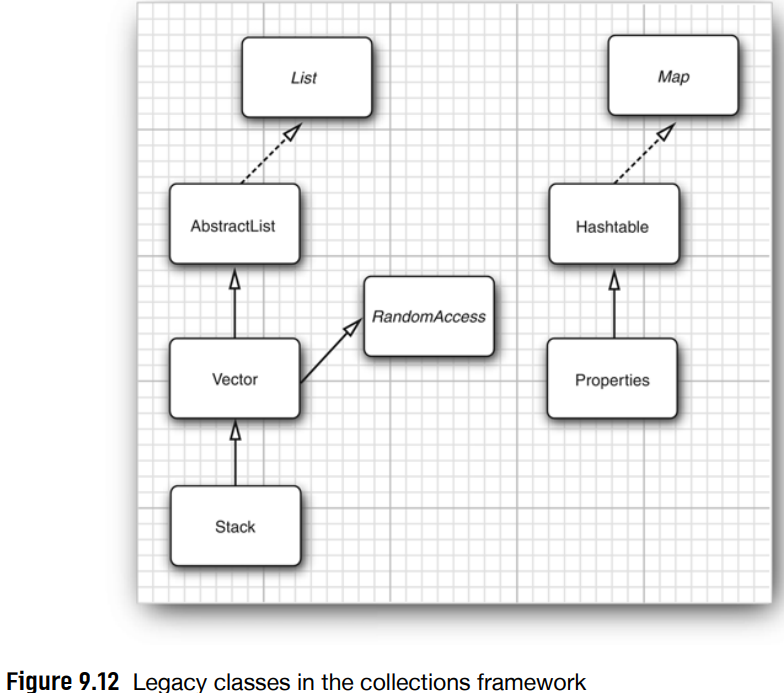 List
Map
AbstractList
Hashtable
RandomAccess
Vector
Properties
Stack
Figure 9.12 Legacy classes in the collections framework